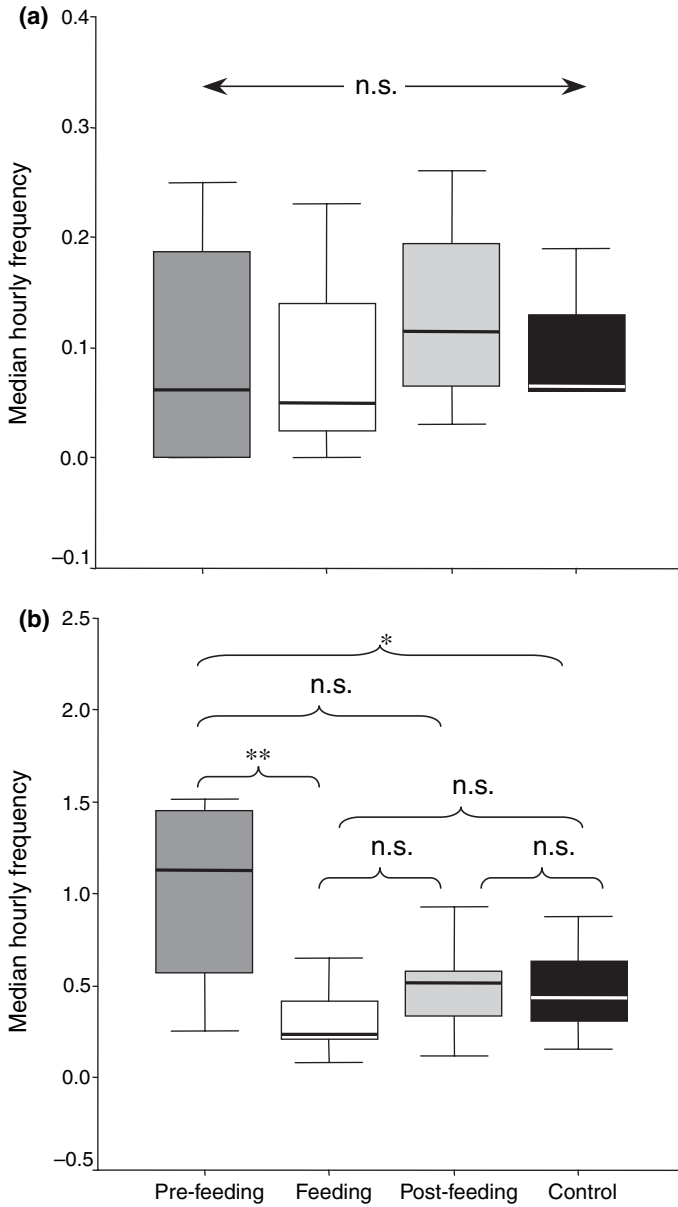 (a)
0.4
n.s.
0.3
Median hourly frequency
0.2
0.1
0.0
–0.1
(b)
2.5
*
n.s.
2.0
**
n.s.
1.5
n.s.
n.s.
Median hourly frequency
1.0
0.5
0.0
–0.5
Pre-feeding Feeding Post-feeding Control